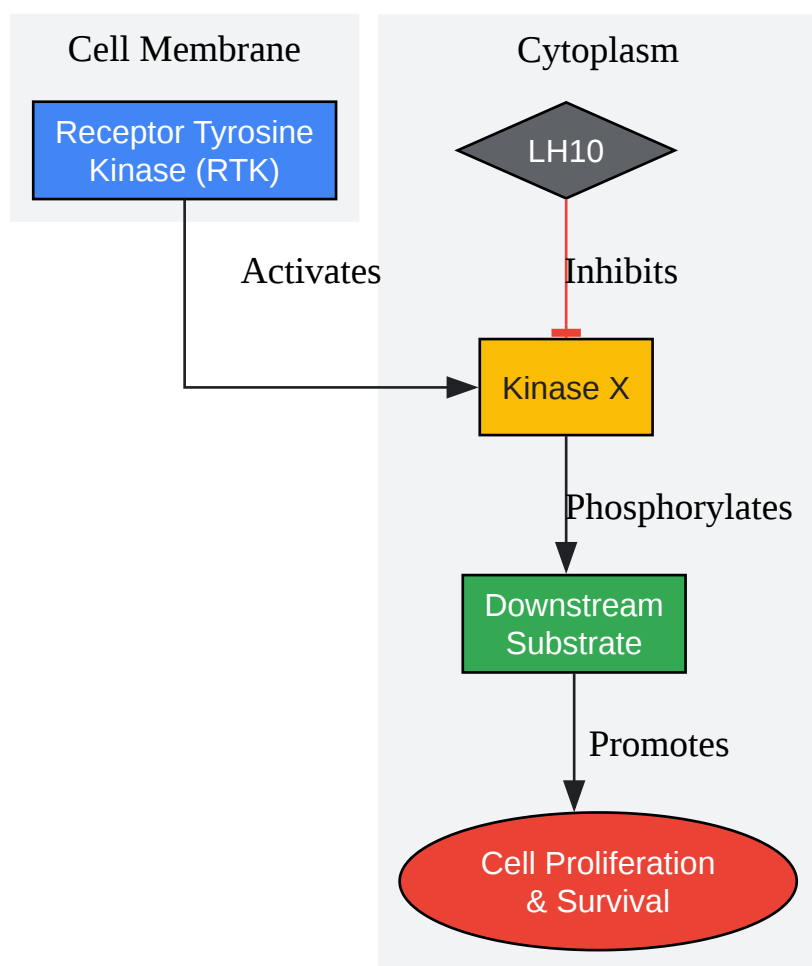 Cell Membrane
Cytoplasm
Receptor Tyrosine
Kinase (RTK)
LH10
Activates
Inhibits
Kinase X
Phosphorylates
Downstream
Substrate
Promotes
Cell Proliferation
& Survival